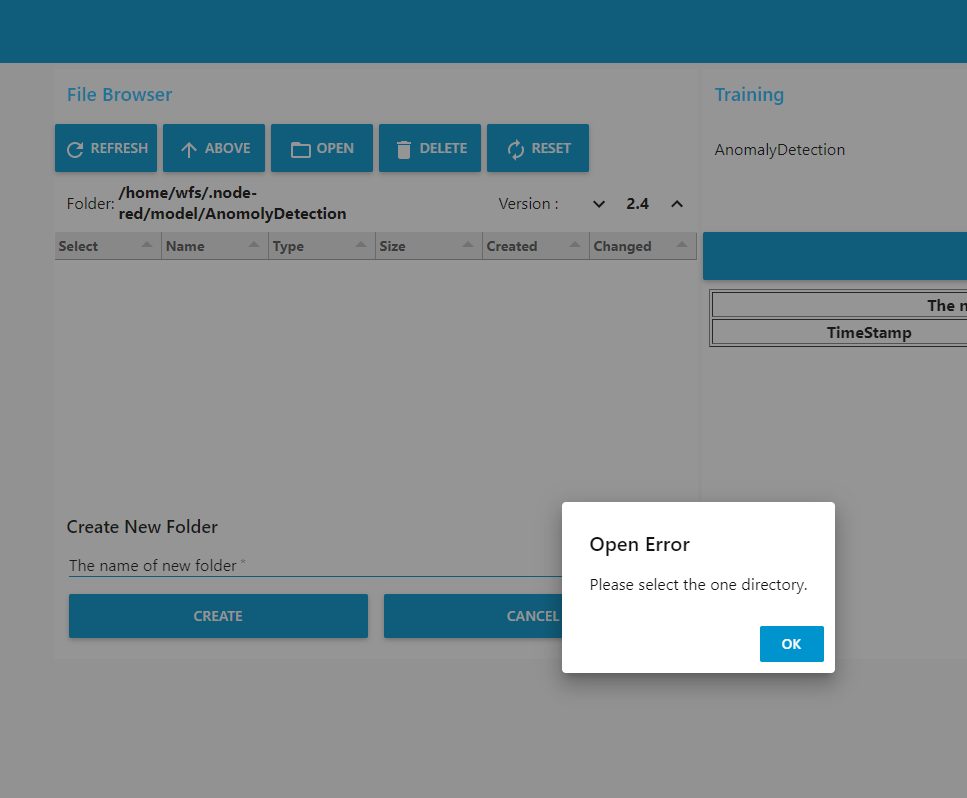 File Browser
Training
REFRESH
ABOVE
OPEN
DELETE
RESET
AnomalyDetection
Folder: /home/wfs/.node-
red/model/AnomolyDetection
Version : 2.4
Select Name Type Size Created Changed
The
TimeStamp
Create New Folder
The name of new folder *
CREATE
CANCEL
Open Error
Please select the one directory.
OK